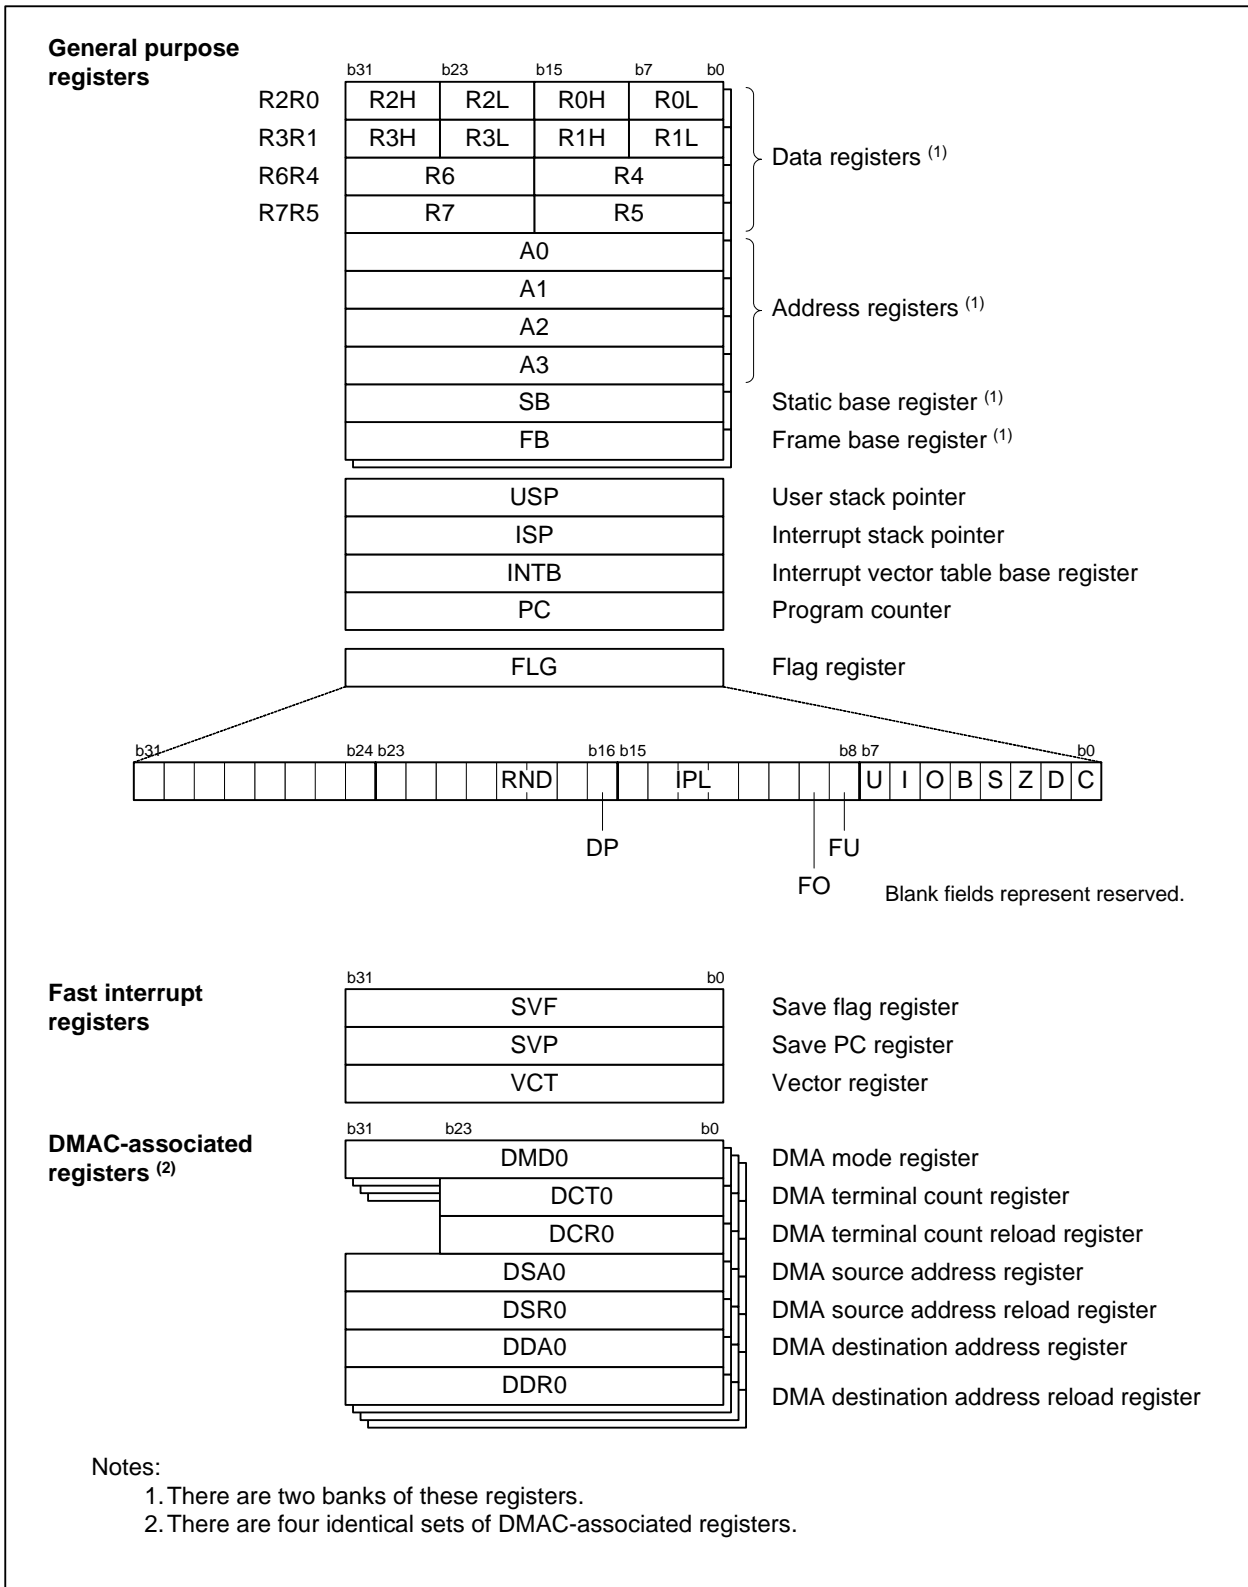 General purpose
registers
b31 b23 b15 b7 b0
R2R0 R2H R2L R0H R0L
R3R1 R3H R3L R1H R1L
Data registers (1)
R6R4 R6 R4
R7R5 R7 R5
A0
A1
Address registers (1)
A2
A3
SB Static base register (1)
FB Frame base register (1)
USP User stack pointer
ISP Interrupt stack pointer
INTB Interrupt vector table base register
PC Program counter
FLG Flag register
b31 b24 b23 b16 b15 b8 b7 b0
RND IPL U I O B S Z D C
DP FU
FO
Blank fields represent reserved.
Fast interrupt
registers
b31 b0
SVF Save flag register
SVP Save PC register
VCT Vector register
DMAC-associated
registers (2)
b31 b23 b0
DMD0 DMA mode register
DCT0 DMA terminal count register
DCR0 DMA terminal count reload register
DSA0 DMA source address register
DSR0 DMA source address reload register
DDA0 DMA destination address register
DDR0 DMA destination address reload register
Notes:
1. There are two banks of these registers.
2. There are four identical sets of DMAC-associated registers.